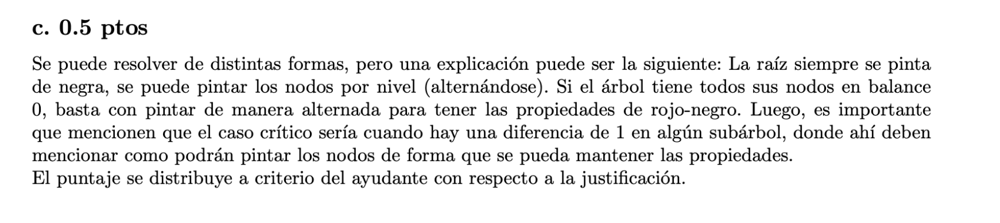 c. 0.5 ptos
Se puede resolver de distintas formas, pero una explicación puede ser la siguiente: La raíz siempre se pinta
de negra, se puede pintar los nodos por nivel (alternándose). Si el árbol tiene todos sus nodos en balance
0, basta con pintar de manera alternada para tener las propiedades de rojo-negro. Luego, es importante
que mencionen que el caso crítico sería cuando hay una diferencia de 1 en algún subárbol, donde ahí deben
mencionar como podrán pintar los nodos de forma que se pueda mantener las propiedades.
El puntaje se distribuye a criterio del ayudante con respecto a la justificación.